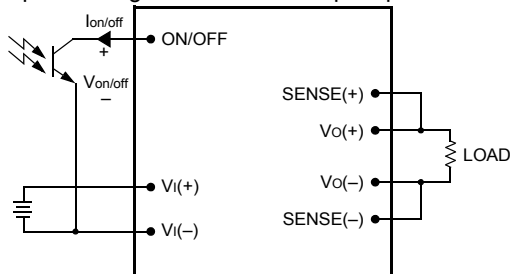 Ion/off
ON/OFF
+
Von/off
–
SENSE(+)
VO(+)
LOAD
VI(+)
VO(–)
VI(–)
SENSE(–)